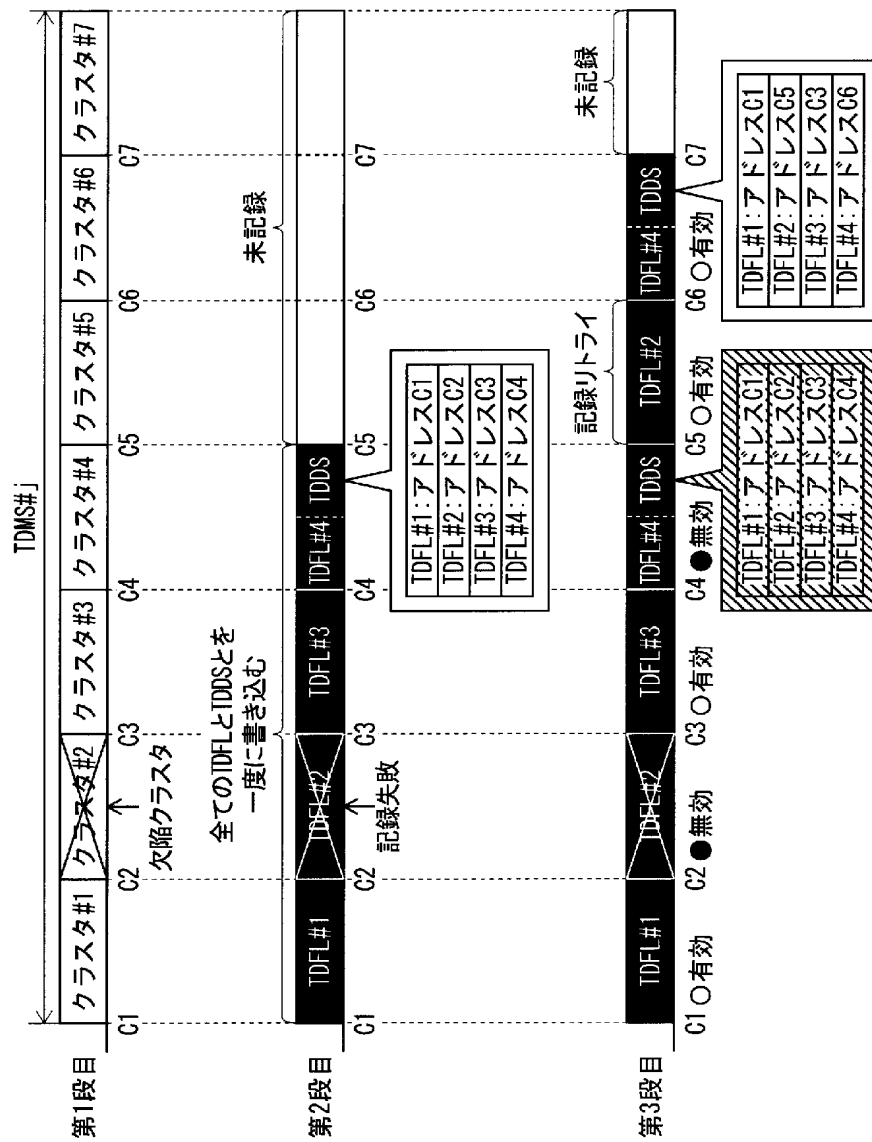 TDMS#j
第1段目
クラスタ#1
クラスタ#2
クラスタ#3
クラスタ#4
クラスタ#5
クラスタ#6
クラスタ#7
C1
C2
C3
C4
C5
C6
C7
欠陥クラスタ
全てのTDFLとTDDSとを
一度に書き込む
未記録
第2段目
TDFL#1
TDFL#2
TDFL#3
TDFL#4
TDDS
C2
C3
C4
C5
C6
C7
記録失敗
TDFL#1:アドレスC1
TDFL#2:アドレスC2
TDFL#3:アドレスC3
TDFL#4:アドレスC4
記録リトライ
未記録
第3段目
TDFL#1
TDFL#2
TDFL#3
TDFL#4
TDDS
TDFL#2
TDFL#4
TDDS
C1 ○有効
C2 ●無効
C3 ○有効
C4 ●無効
C5 ○有効
C6 ○有効
C7
TDFL#1:アドレスC1
TDFL#2:アドレスC2
TDFL#3:アドレスC3
TDFL#4:アドレスC4
TDFL#1:アドレスC1
TDFL#2:アドレスC5
TDFL#3:アドレスC3
TDFL#4:アドレスC6